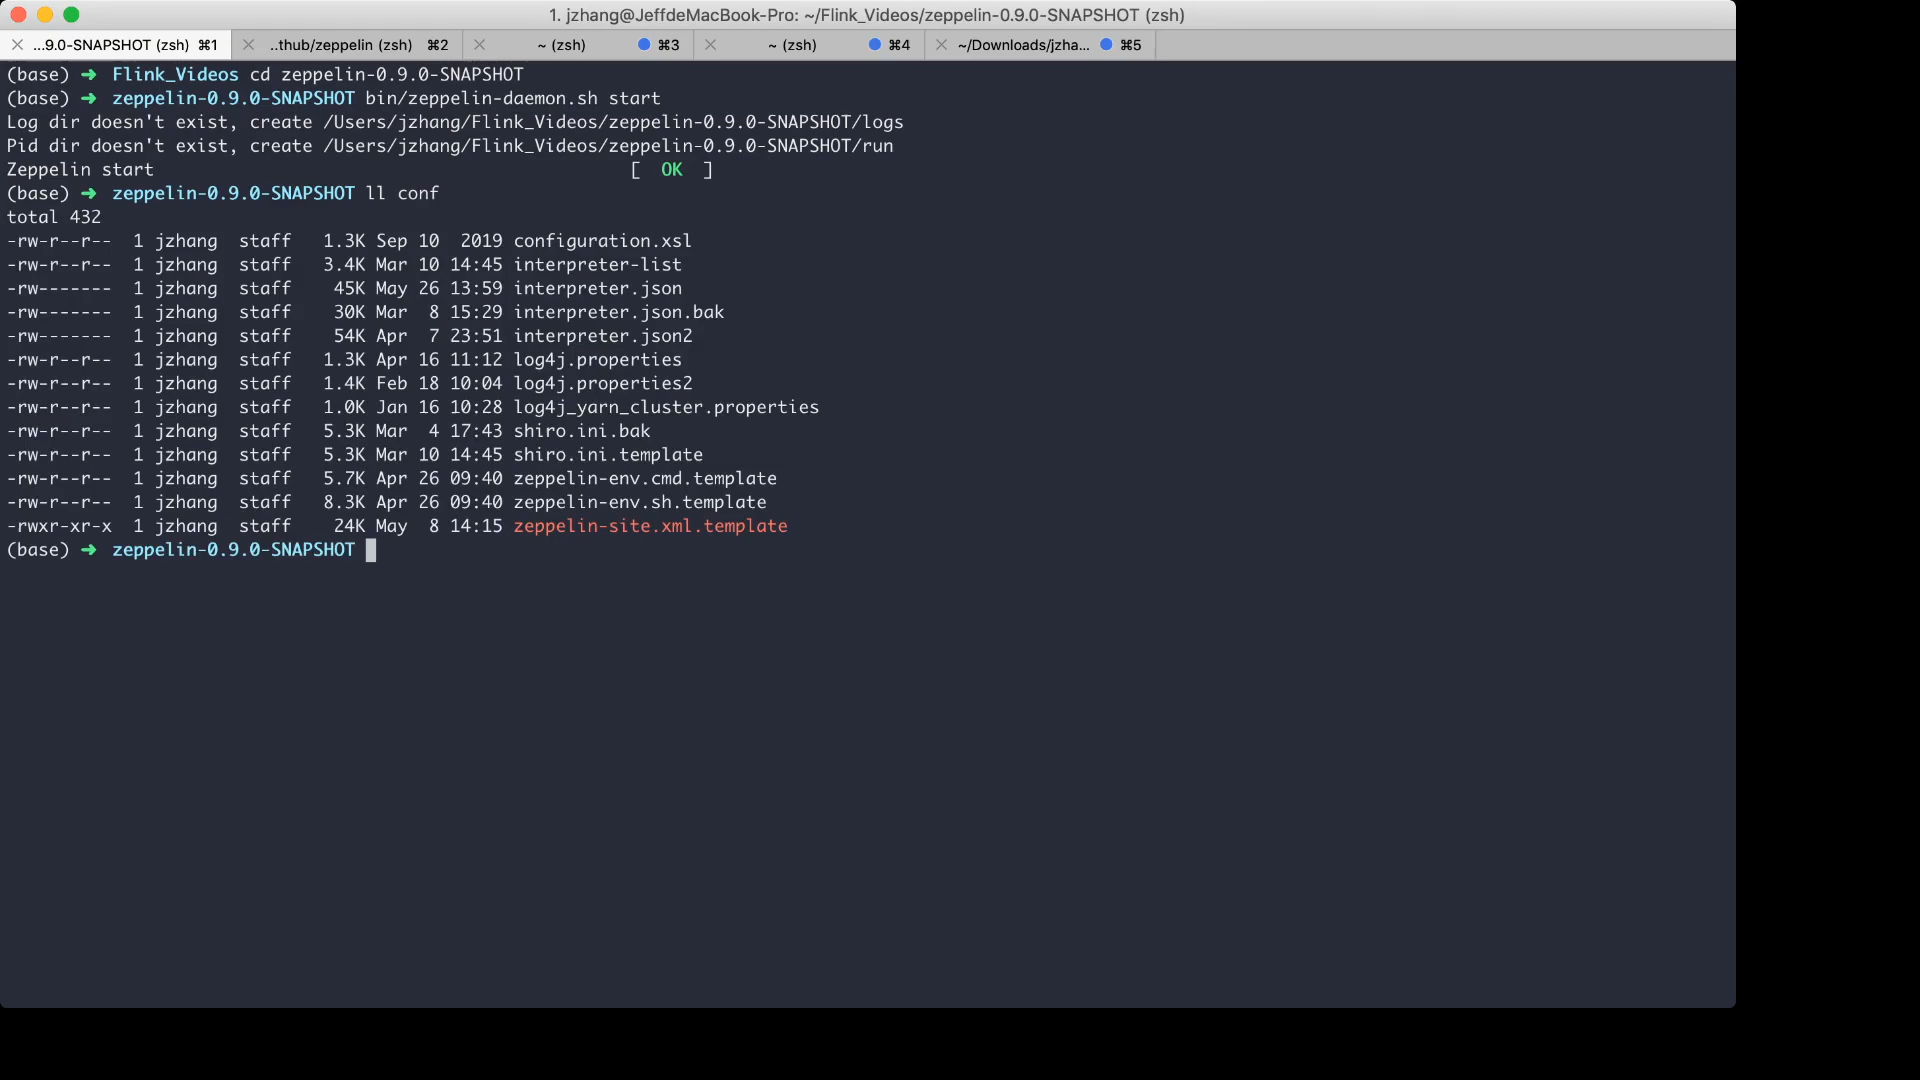 1. jzhang@JeffdeMacBook-Pro: ~/Flink_Videos/zeppelin-0.9.0-SNAPSHOT (zsh)
...9.0-SNAPSHOT (zsh) ⌘1 ..thub/zeppelin (zsh) ⌘2 ~ (zsh) ⌘3 ~ (zsh) ⌘4 ~/Downloads/jzha... ⌘5
(base) ➜ Flink_Videos cd zeppelin-0.9.0-SNAPSHOT
(base) ➜ zeppelin-0.9.0-SNAPSHOT bin/zeppelin-daemon.sh start
Log dir doesn't exist, create /Users/jzhang/Flink_Videos/zeppelin-0.9.0-SNAPSHOT/logs
Pid dir doesn't exist, create /Users/jzhang/Flink_Videos/zeppelin-0.9.0-SNAPSHOT/run
Zeppelin start [ OK ]
(base) ➜ zeppelin-0.9.0-SNAPSHOT ll conf
total 432
-rw-r--r-- 1 jzhang staff 1.3K Sep 10 2019 configuration.xsl
-rw-r--r-- 1 jzhang staff 3.4K Mar 10 14:45 interpreter-list
-rw------- 1 jzhang staff 45K May 26 13:59 interpreter.json
-rw------- 1 jzhang staff 30K Mar 8 15:29 interpreter.json.bak
-rw------- 1 jzhang staff 54K Apr 7 23:51 interpreter.json2
-rw-r--r-- 1 jzhang staff 1.3K Apr 16 11:12 log4j.properties
-rw-r--r-- 1 jzhang staff 1.4K Feb 18 10:04 log4j.properties2
-rw-r--r-- 1 jzhang staff 1.0K Jan 16 10:28 log4j_yarn_cluster.properties
-rw-r--r-- 1 jzhang staff 5.3K Mar 4 17:43 shiro.ini.bak
-rw-r--r-- 1 jzhang staff 5.3K Mar 10 14:45 shiro.ini.template
-rw-r--r-- 1 jzhang staff 5.7K Apr 26 09:40 zeppelin-env.cmd.template
-rw-r--r-- 1 jzhang staff 8.3K Apr 26 09:40 zeppelin-env.sh.template
-rwxr-xr-x 1 jzhang staff 24K May 8 14:15 zeppelin-site.xml.template
(base) ➜ zeppelin-0.9.0-SNAPSHOT